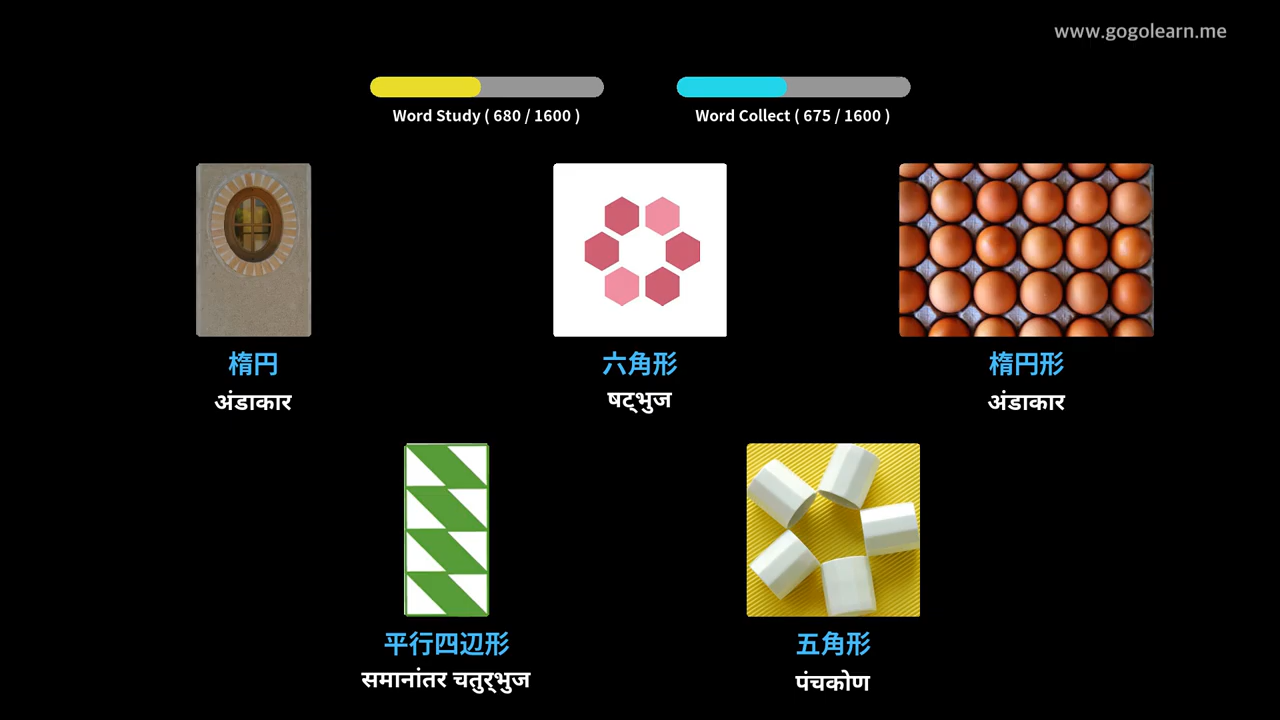 www.gogolearn.me
Word Study ( 680 / 1600 )
Word Collect ( 675 / 1600 )
楕円
अंडाकार
六角形
षट्भुज
楕円形
अंडाकार
平行四辺形
समानांतर चतुर्भुज
五角形
पंचकोण